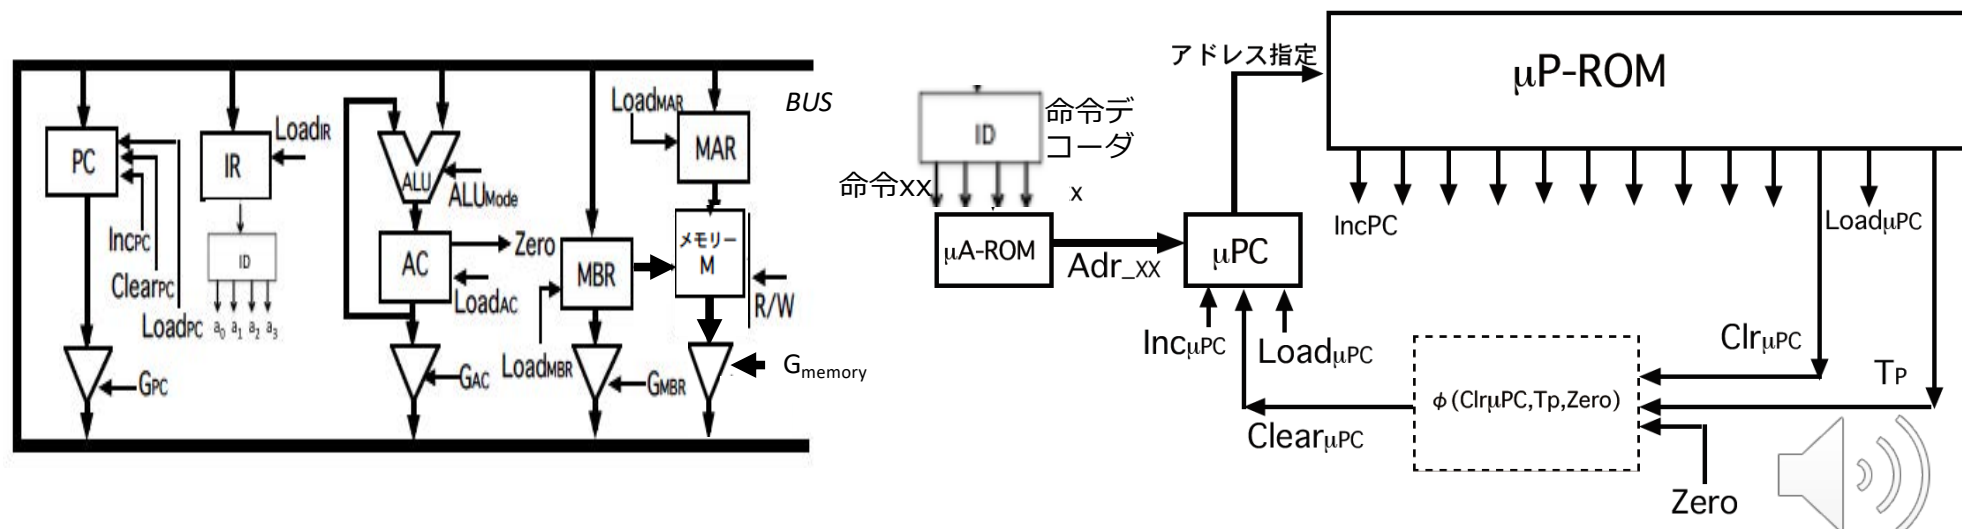 BUS
PC
IncPC
ClearPC
LoadPC
GPC
IR
LoadIR
ID
a0 a1 a2 a3
ALU
ALUMode
AC
Zero
LoadAC
GAC
MBR
LoadMBR
GMBR
LoadMAR
MAR
メモリー
M
R/W
Gmemory
ID
命令デ
コーダ
命令xx
x
μA-ROM
Adr_XX
μPC
IncμPC
LoadμPC
ClearμPC
アドレス指定
μP-ROM
IncPC
LoadμPC
ClrμPC
TP
φ(ClrμPC,Tp,Zero)
Zero